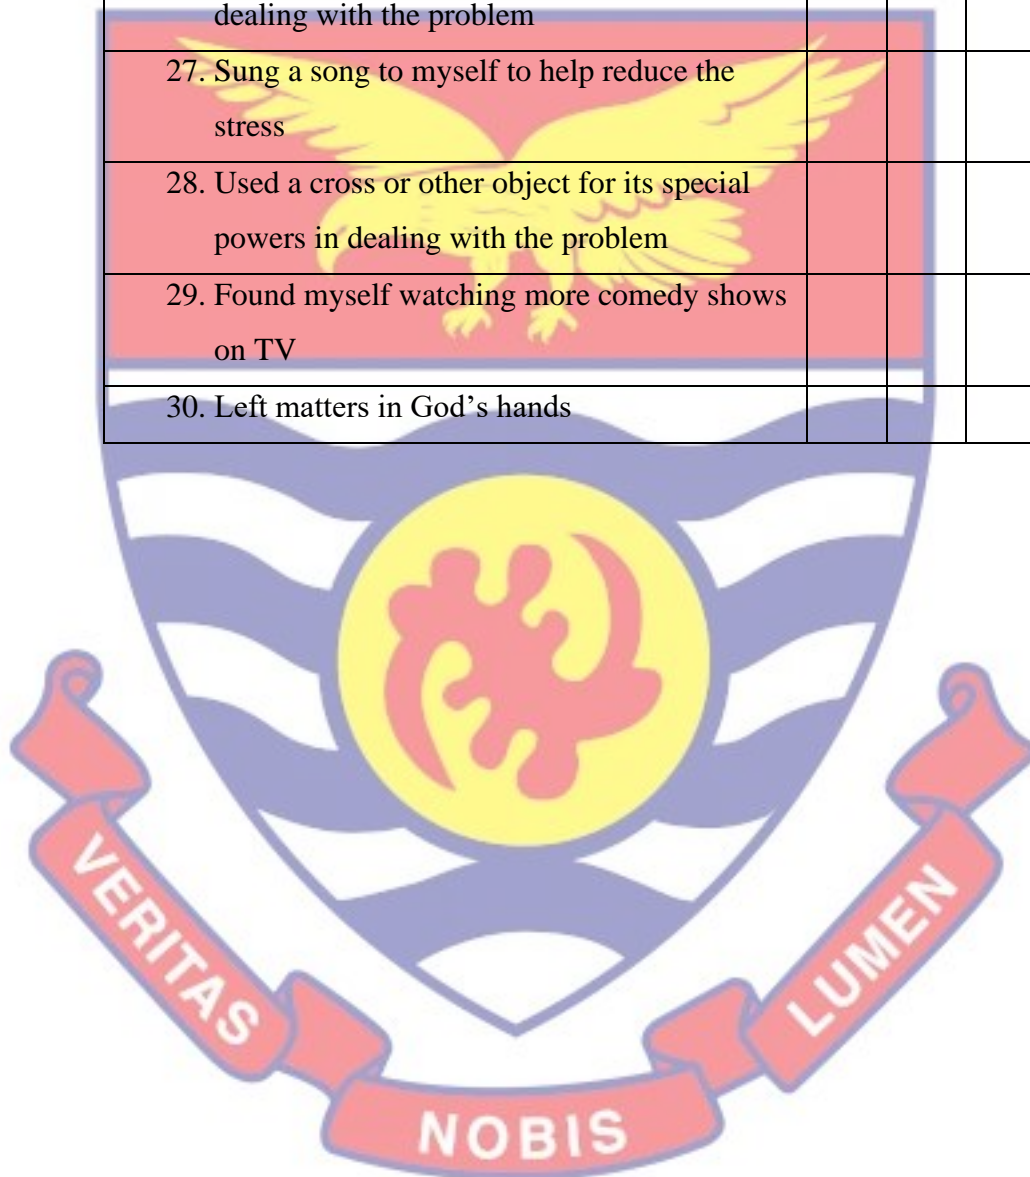 dealing with the problem
27. Sung a song to myself to help reduce the
stress
28. Used a cross or other object for its special
powers in dealing with the problem
29. Found myself watching more comedy shows
on TV
30. Left matters in God’s hands
VERITAS
NOBIS
LUMEN